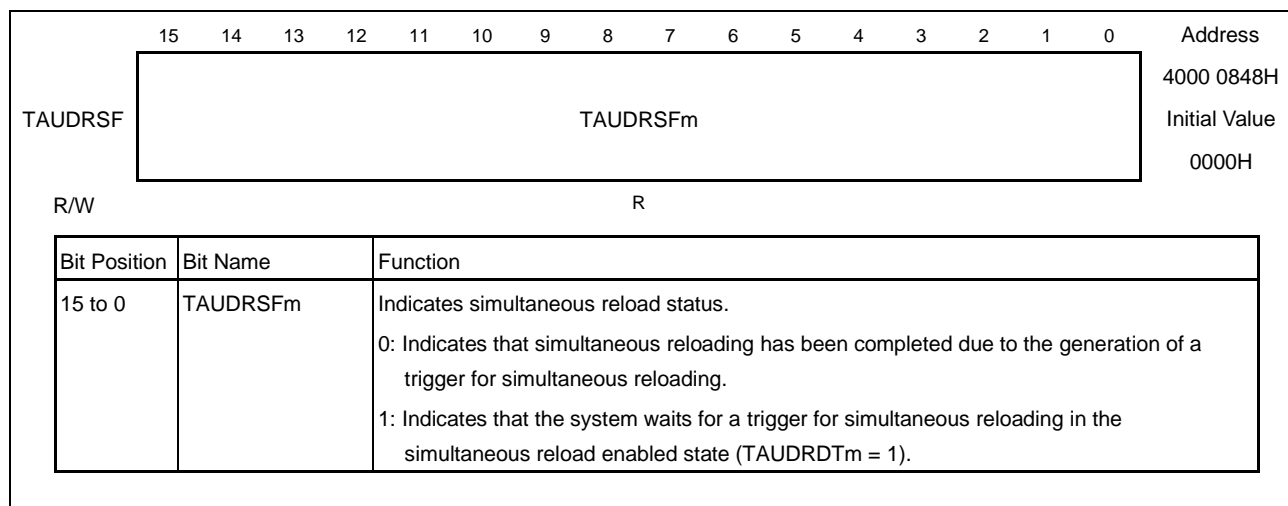 15 14 13 12 11 10 9 8 7 6 5 4 3 2 1 0 Address
4000 0848H
TAUDRSF TAUDRSFm Initial Value
0000H
R/W R
Bit Position Bit Name Function
15 to 0 TAUDRSFm Indicates simultaneous reload status.
0: Indicates that simultaneous reloading has been completed due to the generation of a
trigger for simultaneous reloading.
1: Indicates that the system waits for a trigger for simultaneous reloading in the
simultaneous reload enabled state (TAUDRDTm = 1).